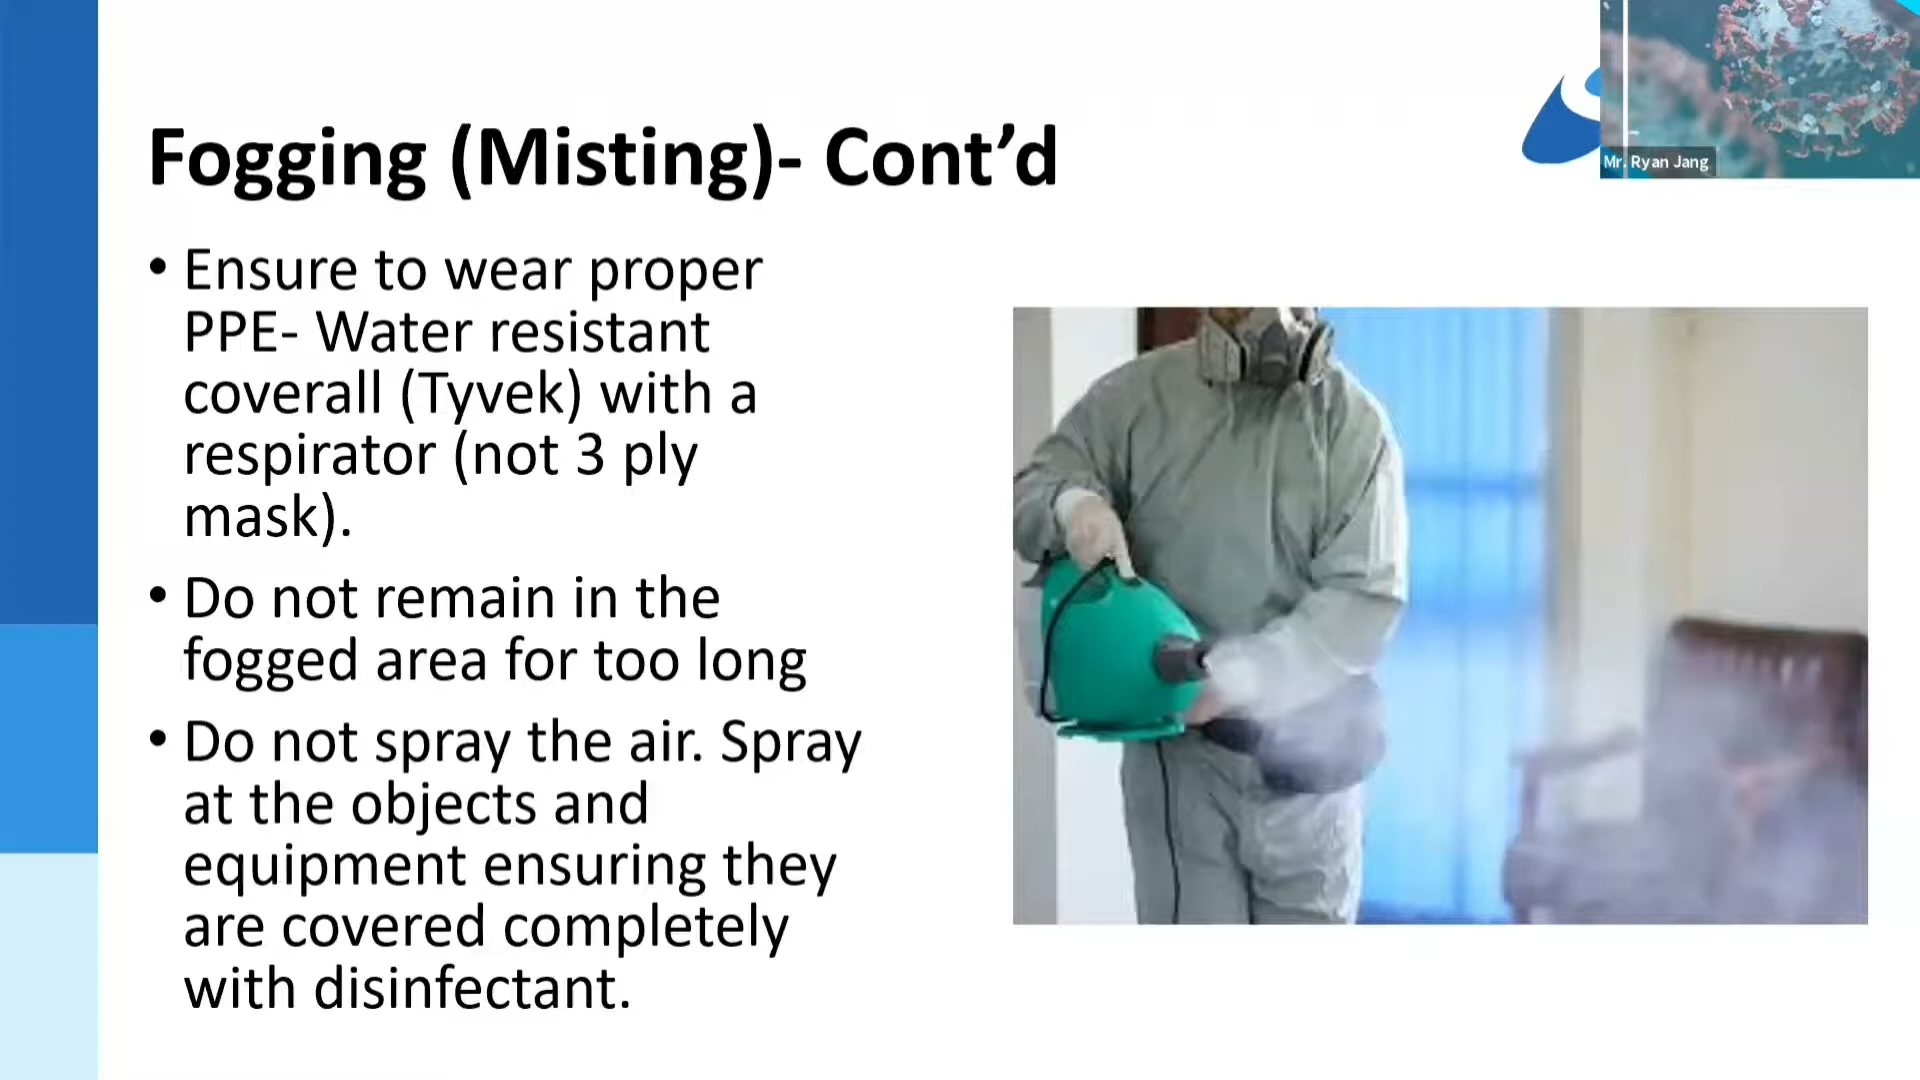 Fogging (Misting)- Cont’d
• Ensure to wear proper
PPE- Water resistant
coverall (Tyvek) with a
respirator (not 3 ply
mask).
• Do not remain in the
fogged area for too long
• Do not spray the air. Spray
at the objects and
equipment ensuring they
are covered completely
with disinfectant.
Mr. Ryan Jang